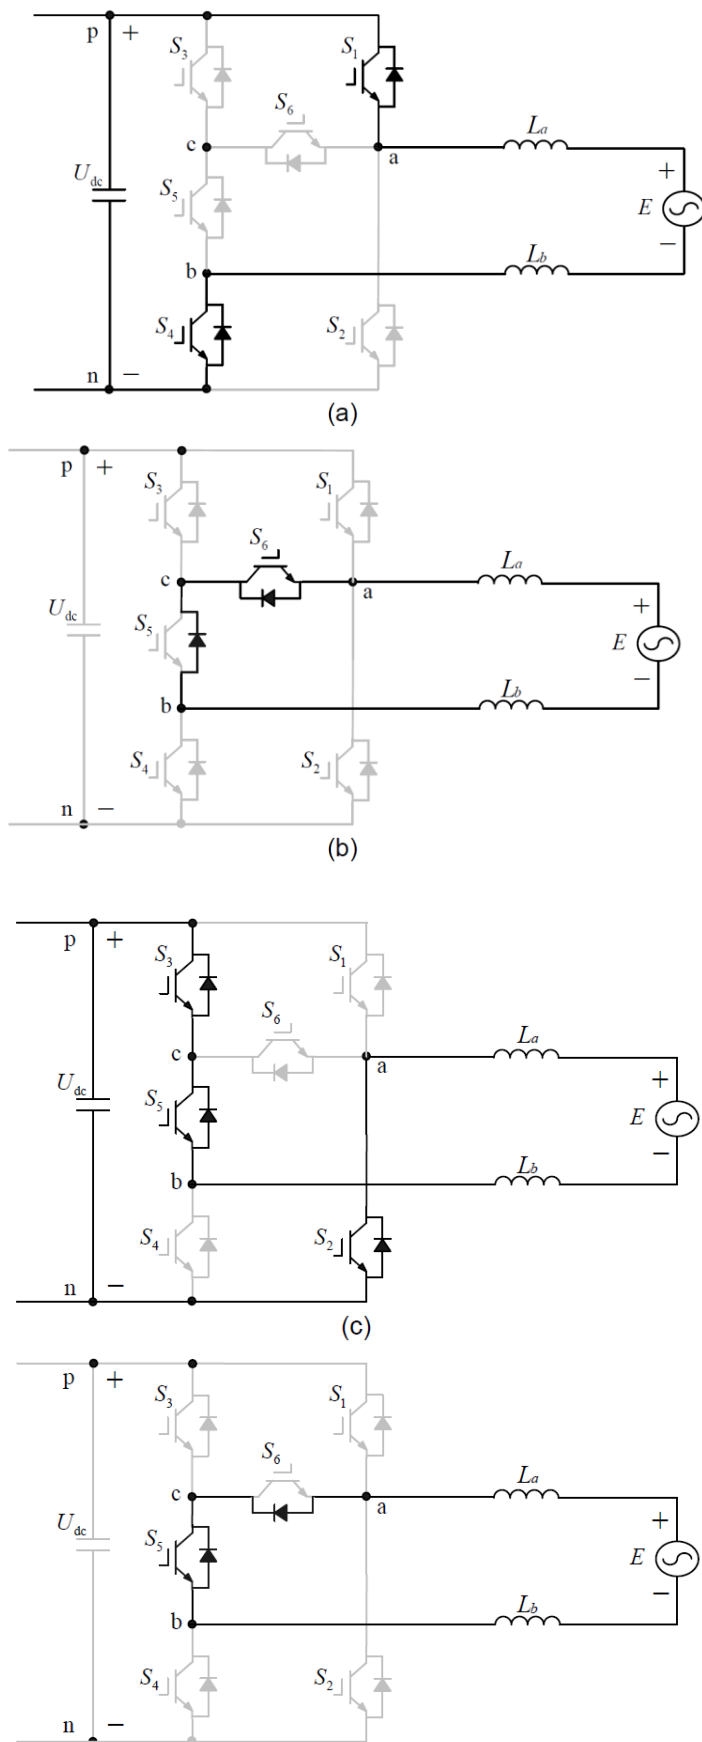 p + S3 S1
S6
c a La
Udc S5 + E −
b Lb
S4 S2
n −
(a)
p + S3 S1
S6
c a La
Udc S5 + E −
b Lb
S4 S2
n −
(b)
p + S3 S1
S6
c a La
Udc S5 + E −
b Lb
S4 S2
n −
(c)
p + S3 S1
S6
c a La
Udc S5 + E −
b Lb
S4 S2
n −